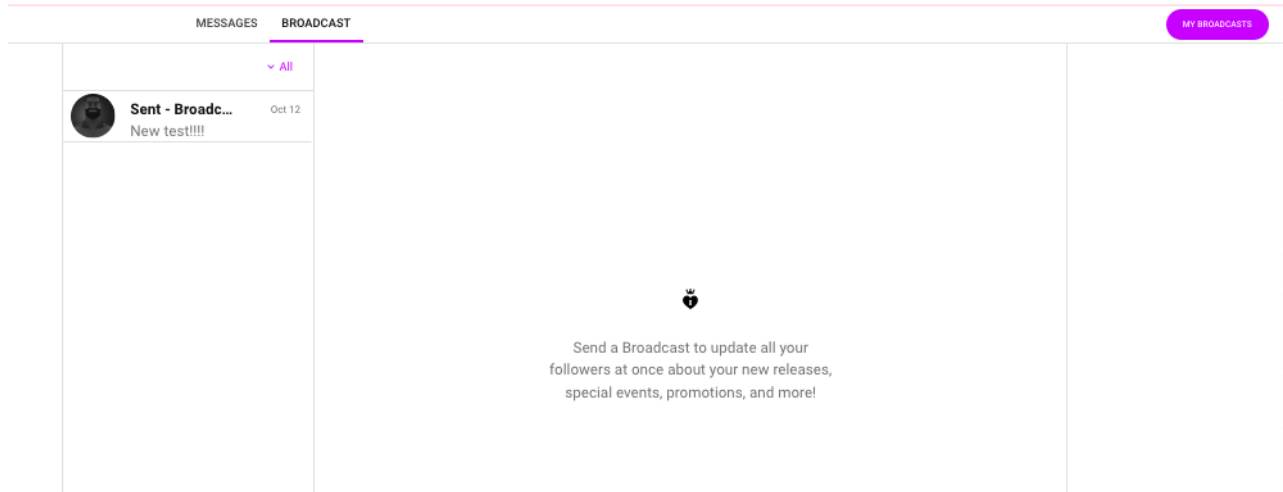 MESSAGES BROADCAST
MY BROADCASTS
All
Sent - Broadc...
Oct 12
New test!!!!
Send a Broadcast to update all your
followers at once about your new releases,
special events, promotions, and more!